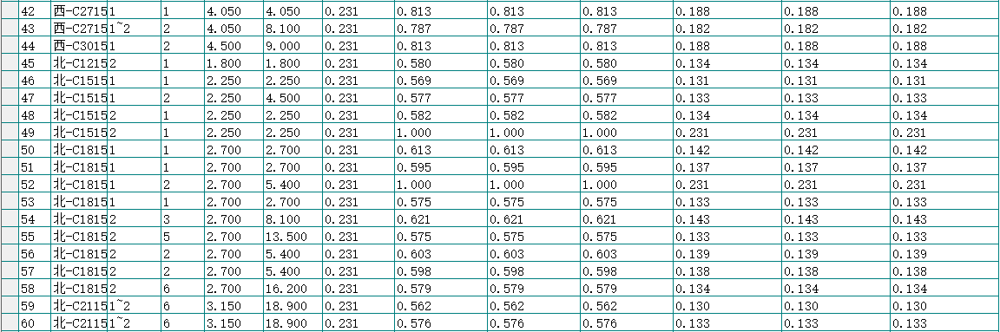 42 西-C2715 1 1 4.050 4.050 0.231 0.813 0.813 0.813 0.188 0.188 0.188
43 西-C2715 1~2 2 4.050 8.100 0.231 0.787 0.787 0.787 0.182 0.182 0.182
44 西-C3015 1 2 4.500 9.000 0.231 0.813 0.813 0.813 0.188 0.188 0.188
45 北-C1215 2 1 1.800 1.800 0.231 0.580 0.580 0.580 0.134 0.134 0.134
46 北-C1515 1 1 2.250 2.250 0.231 0.569 0.569 0.569 0.131 0.131 0.131
47 北-C1515 1 2 2.250 4.500 0.231 0.577 0.577 0.577 0.133 0.133 0.133
48 北-C1515 2 1 2.250 2.250 0.231 0.582 0.582 0.582 0.134 0.134 0.134
49 北-C1515 2 1 2.250 2.250 0.231 1.000 1.000 1.000 0.231 0.231 0.231
50 北-C1815 1 1 2.700 2.700 0.231 0.613 0.613 0.613 0.142 0.142 0.142
51 北-C1815 1 1 2.700 2.700 0.231 0.595 0.595 0.595 0.137 0.137 0.137
52 北-C1815 1 2 2.700 5.400 0.231 1.000 1.000 1.000 0.231 0.231 0.231
53 北-C1815 1 1 2.700 2.700 0.231 0.575 0.575 0.575 0.133 0.133 0.133
54 北-C1815 2 3 2.700 8.100 0.231 0.621 0.621 0.621 0.143 0.143 0.143
55 北-C1815 2 5 2.700 13.500 0.231 0.575 0.575 0.575 0.133 0.133 0.133
56 北-C1815 2 2 2.700 5.400 0.231 0.603 0.603 0.603 0.139 0.139 0.139
57 北-C1815 2 2 2.700 5.400 0.231 0.598 0.598 0.598 0.138 0.138 0.138
58 北-C1815 2 6 2.700 16.200 0.231 0.579 0.579 0.579 0.134 0.134 0.134
59 北-C2115 1~2 6 3.150 18.900 0.231 0.562 0.562 0.562 0.130 0.130 0.130
60 北-C2115 1~2 6 3.150 18.900 0.231 0.576 0.576 0.576 0.133 0.133 0.133